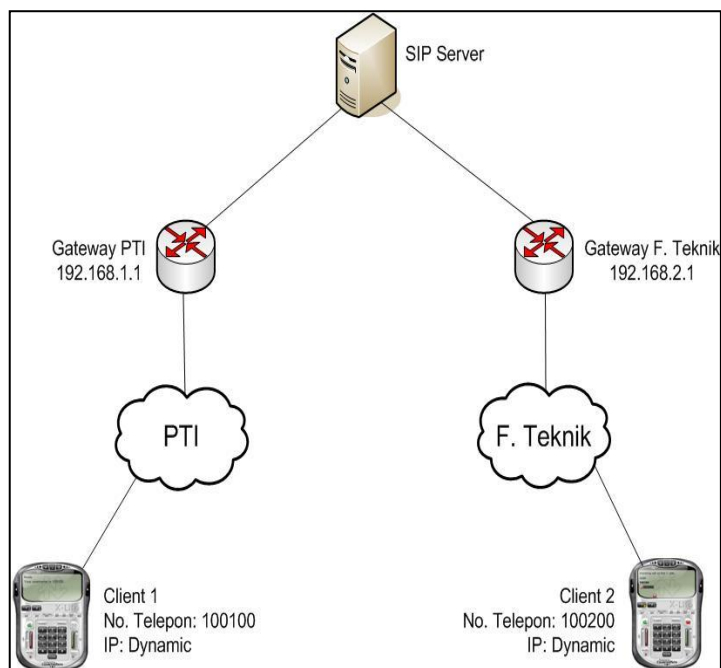 SIP Server
Gateway PTI
192.168.1.1
Gateway F. Teknik
192.168.2.1
PTI
F. Teknik
Client 1
No. Telepon: 100100
IP: Dynamic
Client 2
No. Telepon: 100200
IP: Dynamic